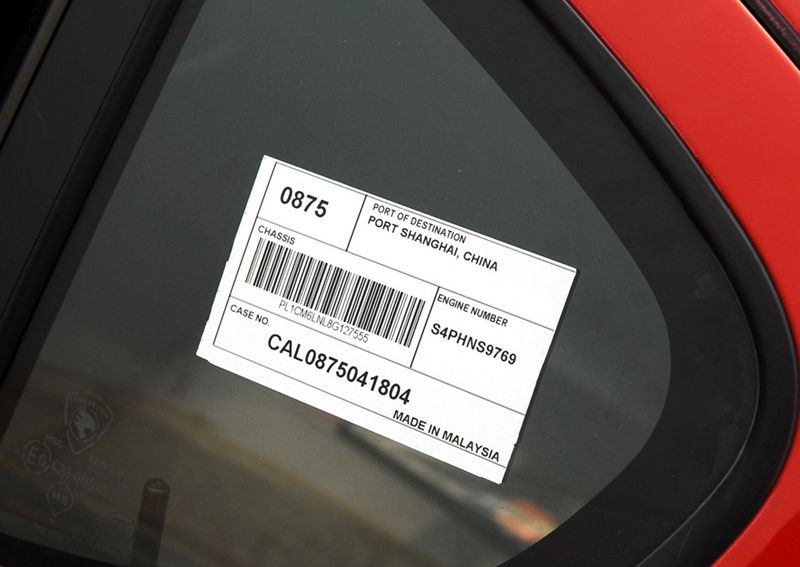 0875
PORT OF DESTINATION
PORT SHANGHAI, CHINA
CHASSIS
PL1CM6LNL8G127555
ENGINE NUMBER
S4PHNS9769
CASE NO.
CAL0875041804
MADE IN MALAYSIA